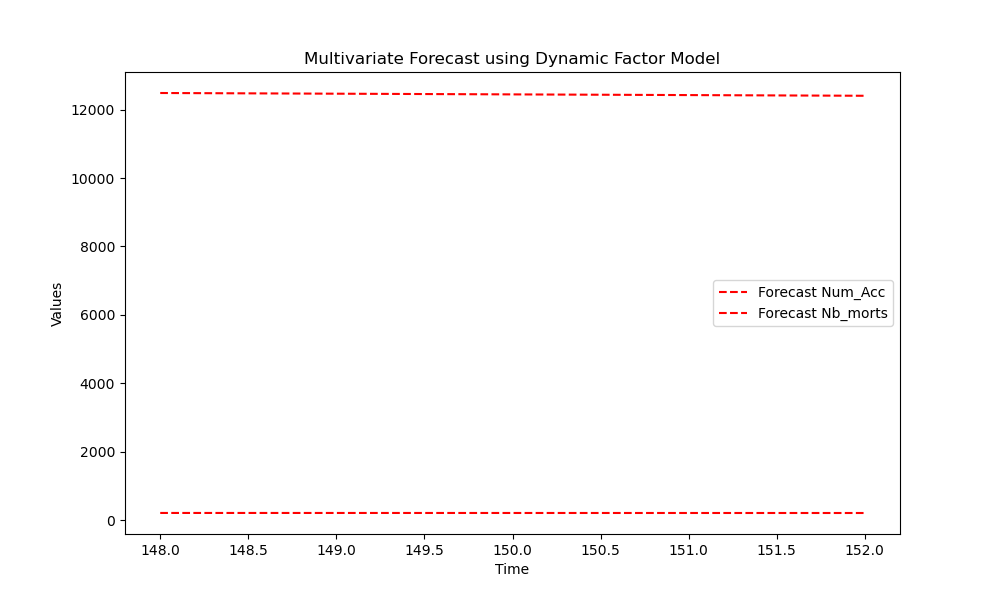 Multivariate Forecast using Dynamic Factor Model
12000
10000
8000
6000
4000
2000
0
Values
Forecast Num_Acc
Forecast Nb_morts
148.0 148.5 149.0 149.5 150.0 150.5 151.0 151.5 152.0
Time